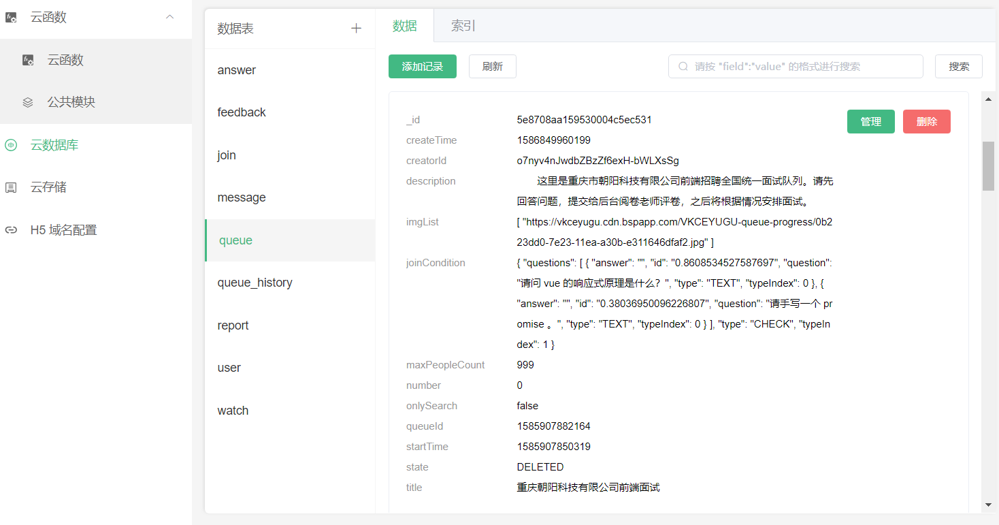 云函数
云函数
公共模块
云数据库
云存储
H5 域名配置
数据表
answer
feedback
join
message
queue
queue_history
report
user
watch
数据
索引
添加记录
刷新
请按 "field":"value" 的格式进行搜索
搜索
管理
删除
_id 5e8708aa159530004c5ec531
createTime 1586849960199
creatorId o7nyv4nJwdbZBzZf6exH-bWLXsSg
description 这里是重庆市朝阳科技有限公司前端招聘全国统一面试队列。请先
回答问题，提交给后台阅卷老师评卷，之后将根据情况安排面试。
imgList [ "https://vkceyugu.cdn.bspapp.com/VKCEYUGU-queue-progress/0b2
23dd0-7e23-11ea-a30b-e311646dfaf2.jpg" ]
joinCondition { "questions": [ { "answer": "", "id": "0.8608534527587697", "question":
"请问 vue 的响应式原理是什么？", "type": "TEXT", "typeIndex": 0 }, {
"answer": "", "id": "0.38036950096226807", "question": "请手写一个 pr
omise 。", "type": "TEXT", "typeIndex": 0 } ], "type": "CHECK", "typeIn
dex": 1 }
maxPeopleCount 999
number 0
onlySearch false
queueId 1585907882164
startTime 1585907850319
state DELETED
title 重庆朝阳科技有限公司前端面试